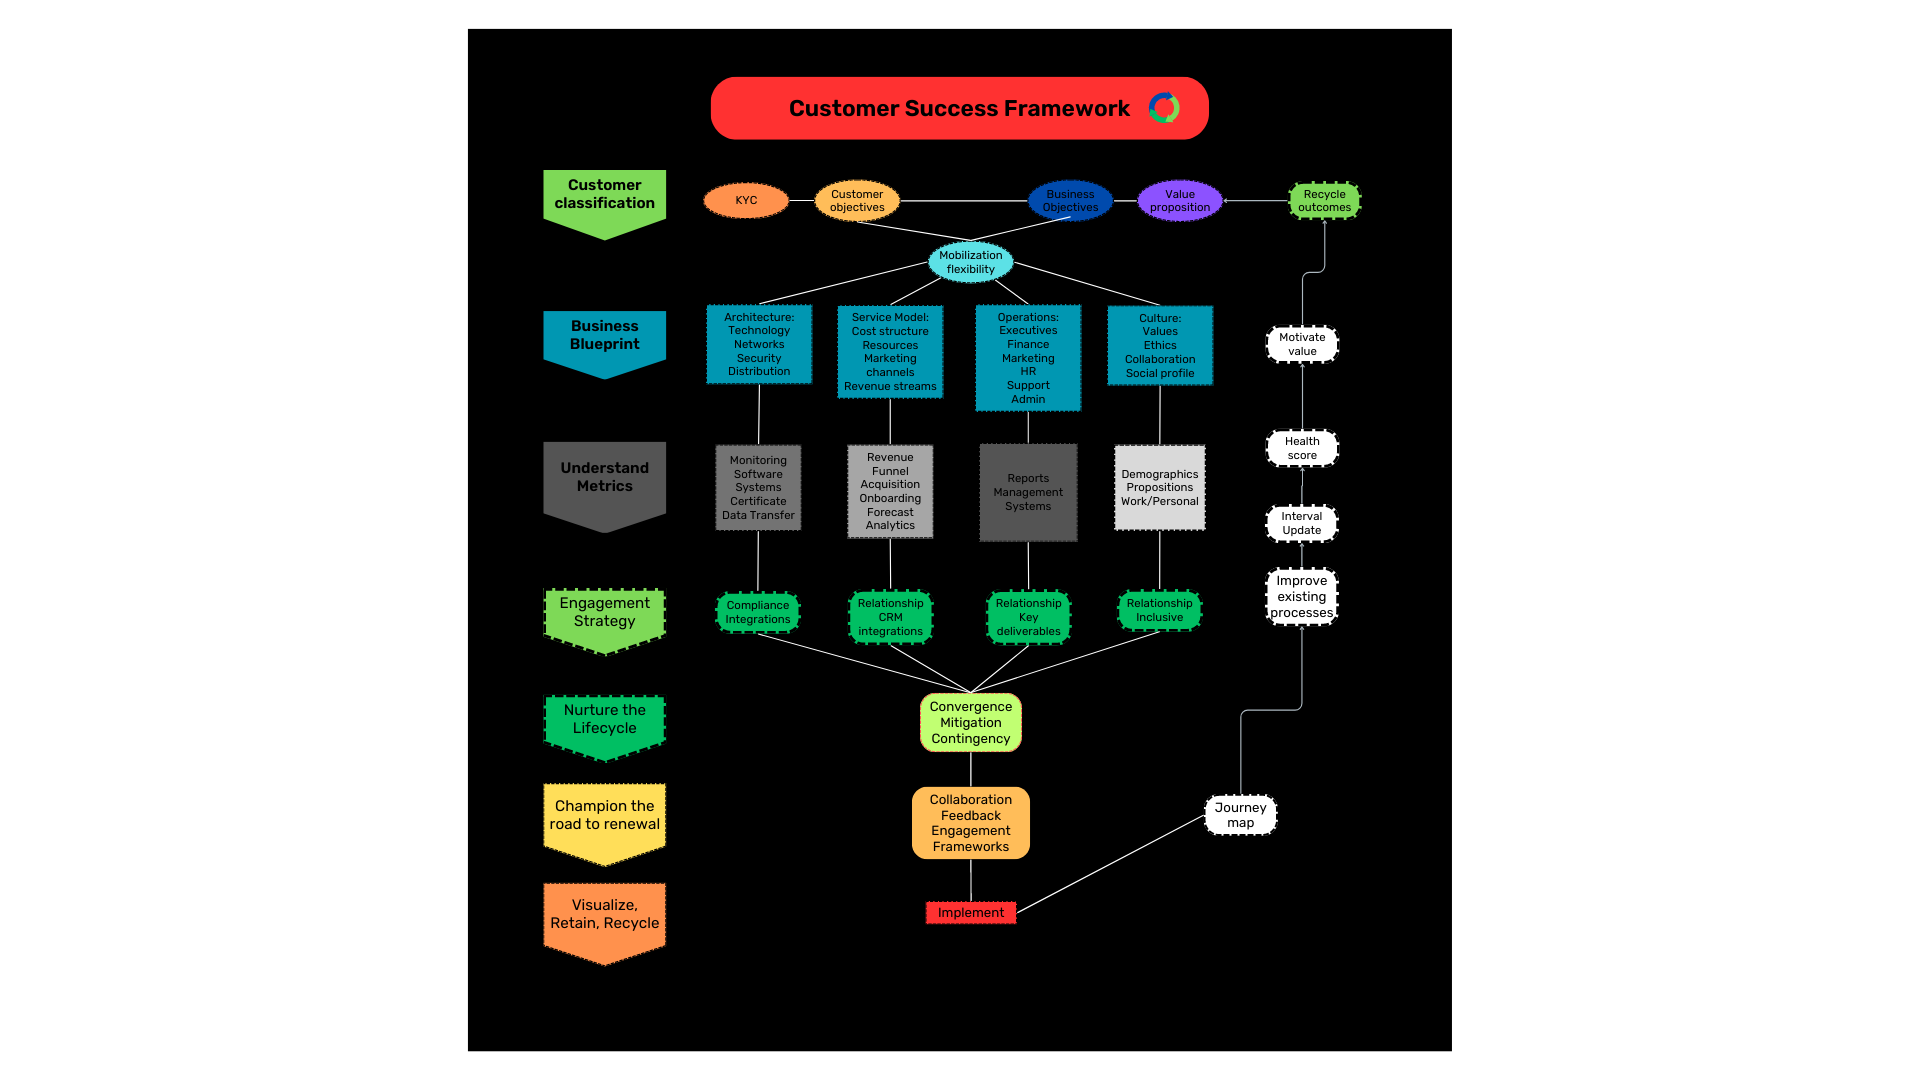 Customer Success Framework
Customer
classification
KYC
Customer
objectives
Business
Objectives
Value
proposition
Recycle
outcomes
Mobilization
flexibility
Business
Blueprint
Architecture:
Technology
Networks
Security
Distribution
Service Model:
Cost structure
Resources
Marketing
channels
Revenue streams
Operations:
Executives
Finance
Marketing
HR
Support
Admin
Culture:
Values
Ethics
Collaboration
Social profile
Motivate
value
Understand
Metrics
Monitoring
Software
Systems
Certificate
Data Transfer
Revenue
Funnel
Acquisition
Onboarding
Forecast
Analytics
Reports
Management
Systems
Demographics
Propositions
Work/Personal
Health
score
Interval
Update
Improve
existing
processes
Engagement
Strategy
Compliance
Integrations
Relationship
CRM
integrations
Relationship
Key
deliverables
Relationship
Inclusive
Nurture the
Lifecycle
Convergence
Mitigation
Contingency
Champion the
road to renewal
Collaboration
Feedback
Engagement
Frameworks
Journey
map
Visualize,
Retain, Recycle
Implement